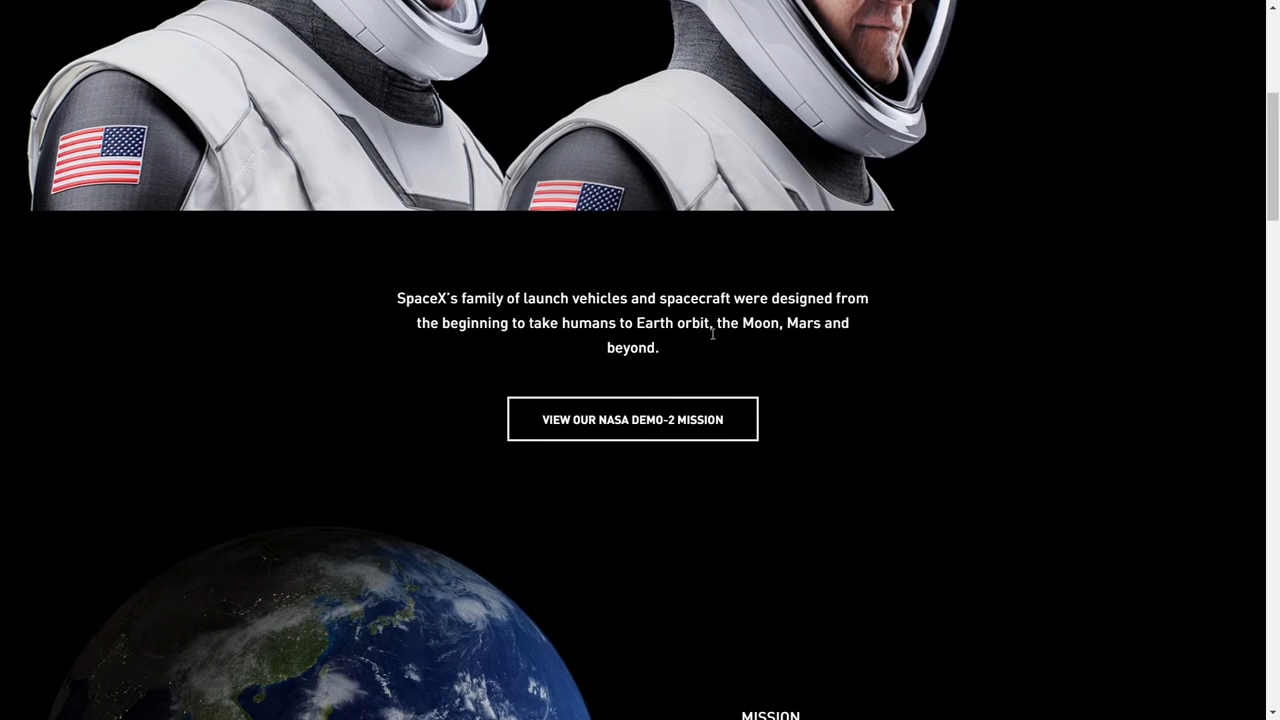 SpaceX's family of launch vehicles and spacecraft were designed from
the beginning to take humans to Earth orbit, the Moon, Mars and
beyond.
VIEW OUR NASA DEMO-2 MISSION
MISSION